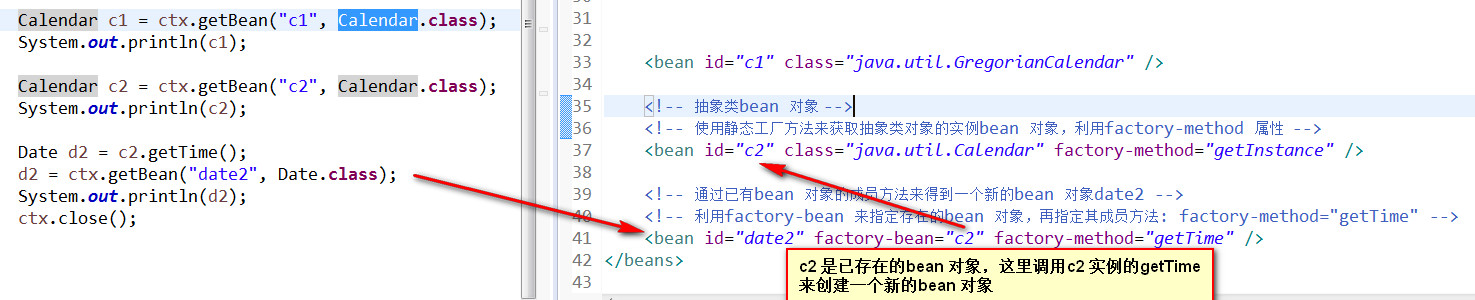 Calendar c1 = ctx.getBean("c1", Calendar.class);
System.out.println(c1);
Calendar c2 = ctx.getBean("c2", Calendar.class);
System.out.println(c2);
Date d2 = c2.getTime();
d2 = ctx.getBean("date2", Date.class);
System.out.println(d2);
ctx.close();
31
32
33 <bean id="c1" class="java.util.GregorianCalendar" />
34
35 <!-- 抽象类bean 对象 -->
36 <!-- 使用静态工厂方法来获取抽象类对象的实例bean 对象，利用factory-method 属性 -->
37 <bean id="c2" class="java.util.Calendar" factory-method="getInstance" />
38
39 <!-- 通过已有bean 对象的成员方法来得到一个新的bean 对象date2 -->
40 <!-- 利用factory-bean 来指定存在的bean 对象，再指定其成员方法: factory-method="getTime" -->
41 <bean id="date2" factory-bean="c2" factory-method="getTime" />
42 </beans>
43
c2 是已存在的bean 对象，这里调用c2 实例的getTime
来创建一个新的bean 对象